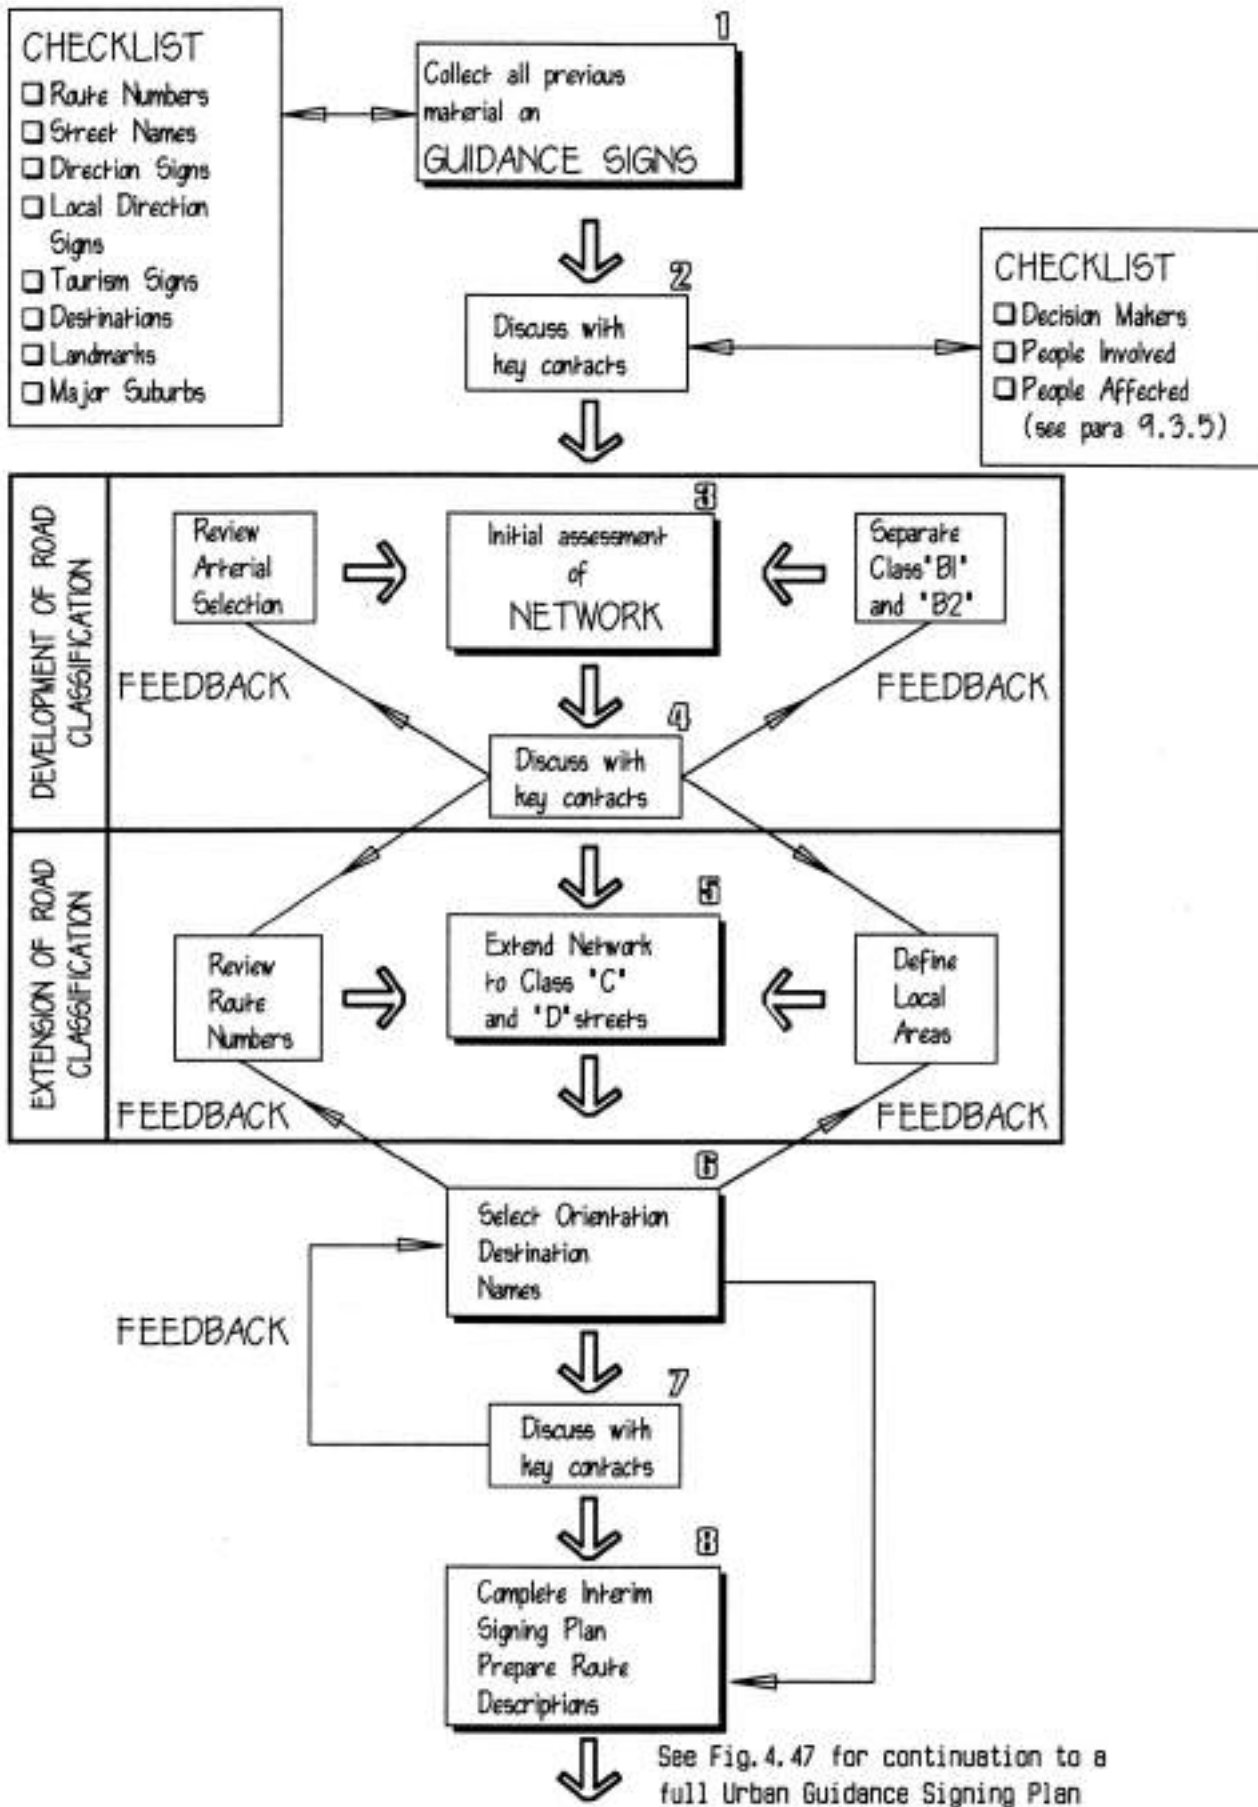 CHECKLIST
❑ Route Numbers
❑ Street Names
❑ Direction Signs
❑ Local Direction
Signs
❑ Tourism Signs
❑ Destinations
❑ Landmarks
❑ Major Suburbs
1
Collect all previous
material on
GUIDANCE SIGNS
2
Discuss with
key contacts
CHECKLIST
❑ Decision Makers
❑ People Involved
❑ People Affected
(see para 9.3.5)
DEVELOPMENT OF ROAD
CLASSIFICATION
Review
Arterial
Selection
3
Initial assessment
of
NETWORK
Separate
Class "B1"
and "B2"
FEEDBACK
FEEDBACK
4
Discuss with
key contacts
EXTENSION OF ROAD
CLASSIFICATION
Review
Route
Numbers
5
Extend Network
to Class "C"
and "D" streets
Define
Local
Areas
FEEDBACK
FEEDBACK
6
Select Orientation
Destination
Names
FEEDBACK
7
Discuss with
key contacts
8
Complete Interim
Signing Plan
Prepare Route
Descriptions
See Fig.4.47 for continuation to a
full Urban Guidance Signing Plan